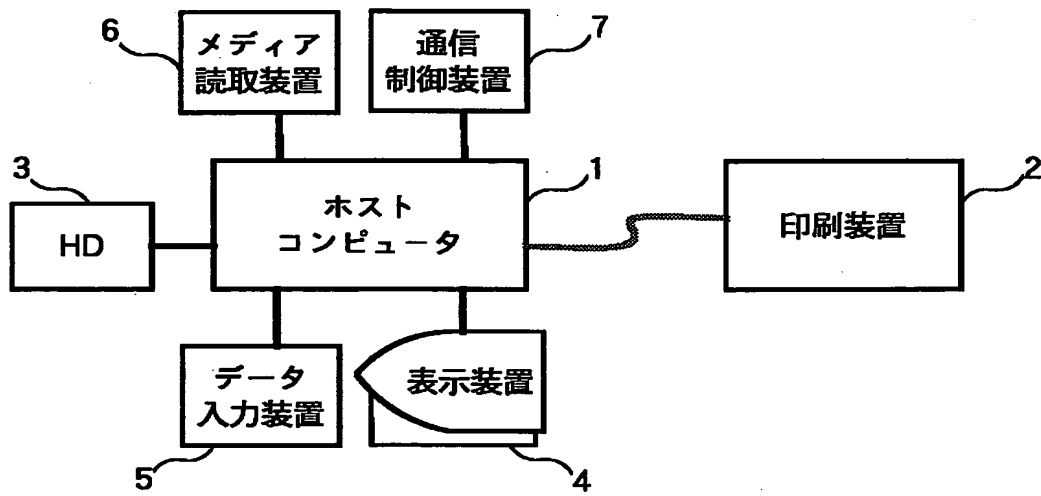 6
メディア
読取装置
通信
制御装置
7
3
HD
ホスト
コンピュータ
1
印刷装置
2
データ
入力装置
5
表示装置
4